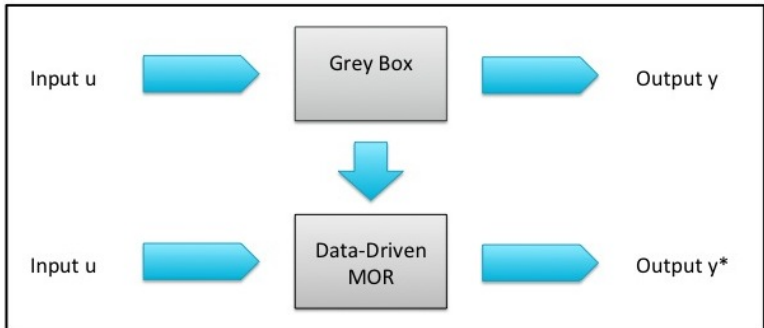 Input u
Grey Box
Output y
Input u
Data-Driven
MOR
Output y*